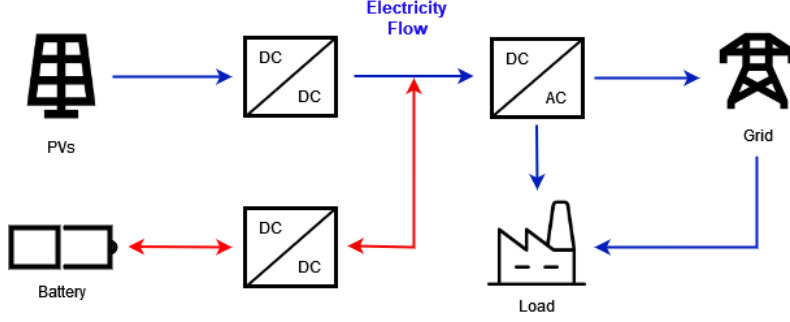 Electricity
Flow
DC
DC
DC
AC
PVs
Grid
DC
DC
Battery
Load